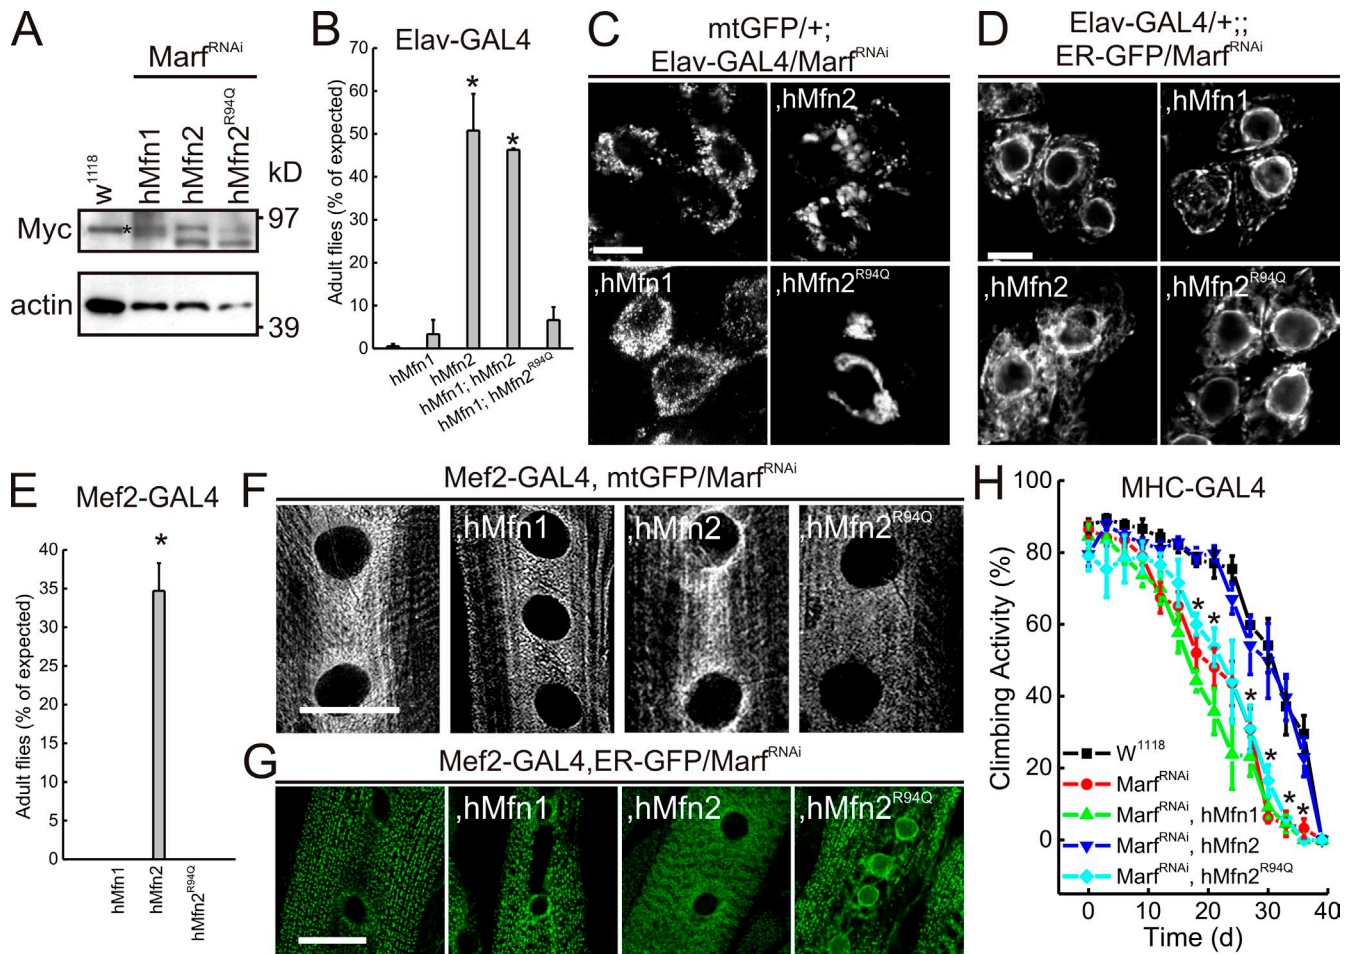 A
Marf^RNAi
w^1118
hMfn1
hMfn2
hMfn2^R94Q
kD
Myc
*
97
actin
39
B
Elav-GAL4
Adult flies (% of expected)
70
60
50
40
30
20
10
0
*
*
hMfn1
hMfn2
hMfn1; hMfn2
hMfn1; hMfn2^R94Q
C
mtGFP/+;
Elav-GAL4/Marf^RNAi
,hMfn2
,hMfn1
,hMfn2^R94Q
D
Elav-GAL4/+;;
ER-GFP/Marf^RNAi
,hMfn1
,hMfn2
,hMfn2^R94Q
E
Mef2-GAL4
Adult flies (% of expected)
40
35
30
25
20
15
10
5
0
*
hMfn1
hMfn2
hMfn2^R94Q
F
Mef2-GAL4, mtGFP/Marf^RNAi
,hMfn1
,hMfn2
,hMfn2^R94Q
G
Mef2-GAL4,ER-GFP/Marf^RNAi
,hMfn1
,hMfn2
,hMfn2^R94Q
H
MHC-GAL4
Climbing Activity (%)
100
80
60
40
20
0
* * * * * *
W^1118
Marf^RNAi
Marf^RNAi, hMfn1
Marf^RNAi, hMfn2
Marf^RNAi, hMfn2^R94Q
0 10 20 30 40
Time (d)